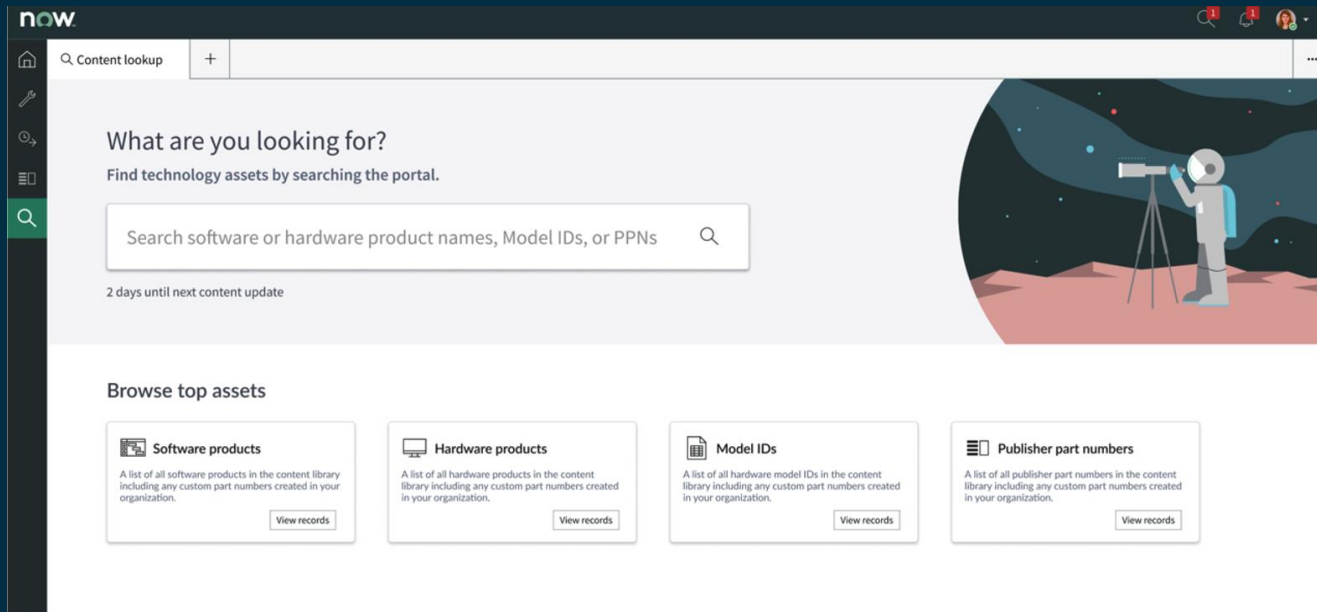 now.
1
1
Content lookup
+
...
What are you looking for?
Find technology assets by searching the portal.
Search software or hardware product names, Model IDs, or PPNs
2 days until next content update
Browse top assets
Software products
A list of all software products in the content library
including any custom part numbers created in your
organization.
View records
Hardware products
A list of all hardware products in the content
library including any custom part numbers created
in your organization.
View records
Model IDs
A list of all hardware model IDs in the content
library including any custom part numbers created
in your organization.
View records
Publisher part numbers
A list of all publisher part numbers in the content
library including any custom part numbers created
in your organization.
View records